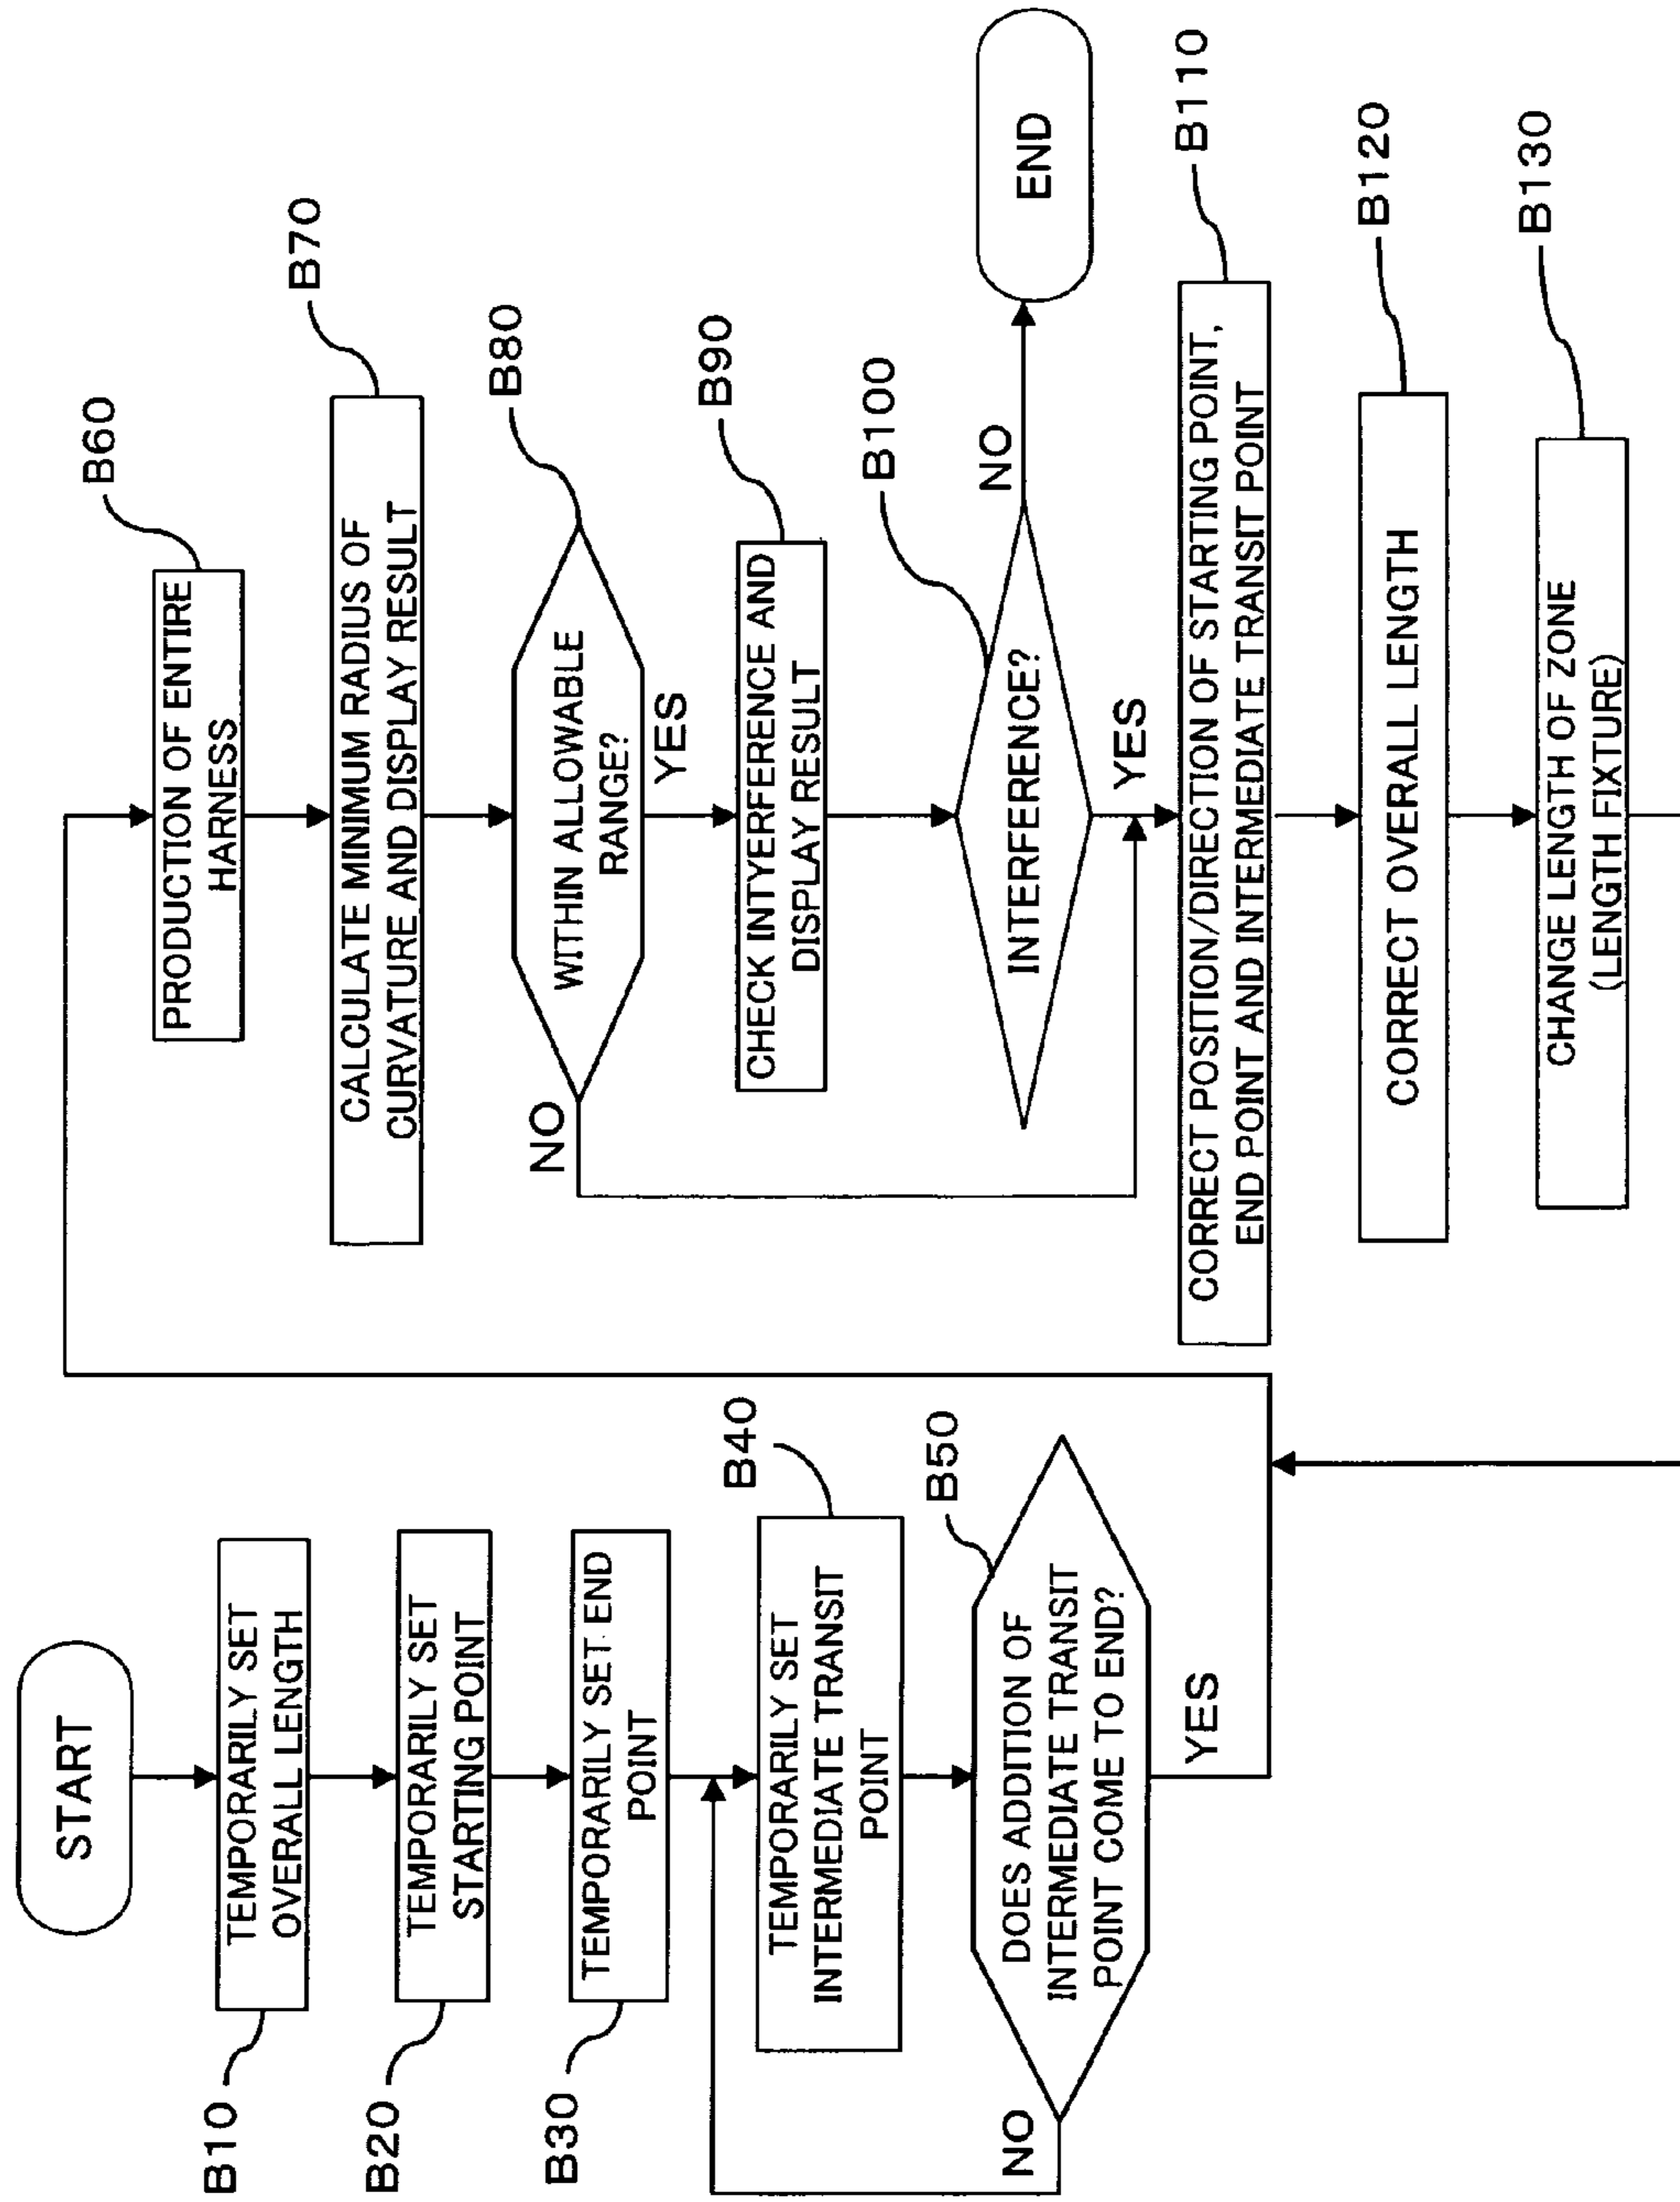 START
B10
TEMPORARILY SET
OVERALL LENGTH
B20
TEMPORARILY SET
STARTING POINT
B30
TEMPORARILY SET END
POINT
B40
TEMPORARILY SET
INTERMEDIATE TRANSIT
POINT
B50
DOES ADDITION OF
INTERMEDIATE TRANSIT
POINT COME TO END?
NO
YES
B60
PRODUCTION OF ENTIRE
HARNESS
B70
CALCULATE MINIMUM RADIUS OF
CURVATURE AND DISPLAY RESULT
B80
WITHIN ALLOWABLE
RANGE?
NO
YES
B90
CHECK INTYERFERENCE AND
DISPLAY RESULT
B100
INTERFERENCE?
NO
YES
END
B110
CORRECT POSITION/DIRECTION OF STARTING POINT,
END POINT AND INTERMEDIATE TRANSIT POINT
B120
CORRECT OVERALL LENGTH
B130
CHANGE LENGTH OF ZONE
(LENGTH FIXTURE)